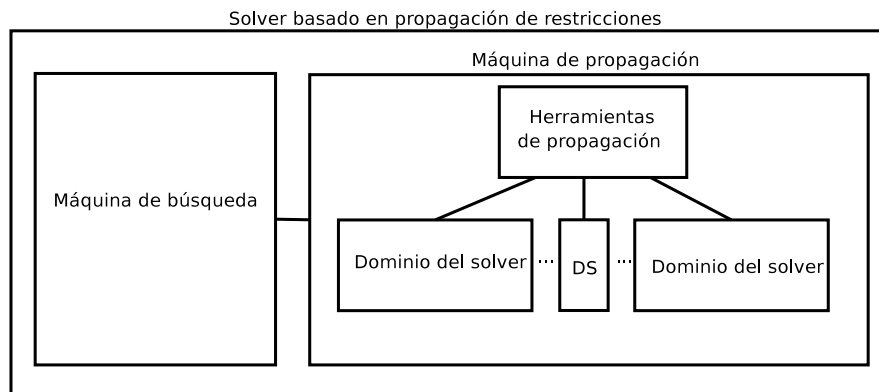 Solver basado en propagación de restricciones
Máquina de propagación
Herramientas
de propagación
Máquina de búsqueda
Dominio del solver
...
DS
...
Dominio del solver